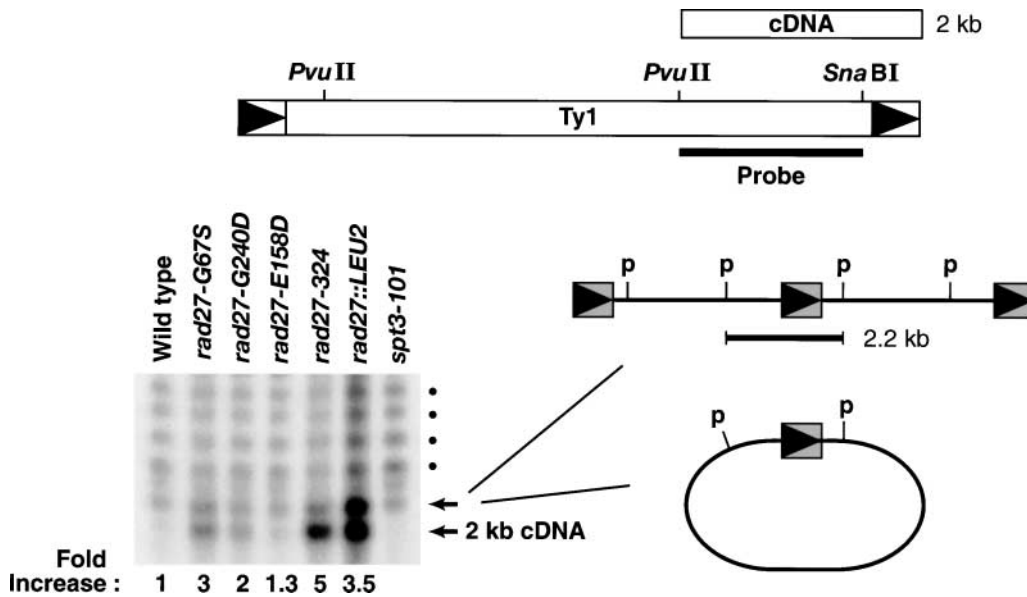 cDNA 2 kb
PvuII PvuII SnaBI
Ty1
Probe
Wild type
rad27-G67S
rad27-G240D
rad27-E158D
rad27-324
rad27::LEU2
spt3-101
p p p p
2.2 kb
p p
2 kb cDNA
Fold
Increase : 1 3 2 1.3 5 3.5